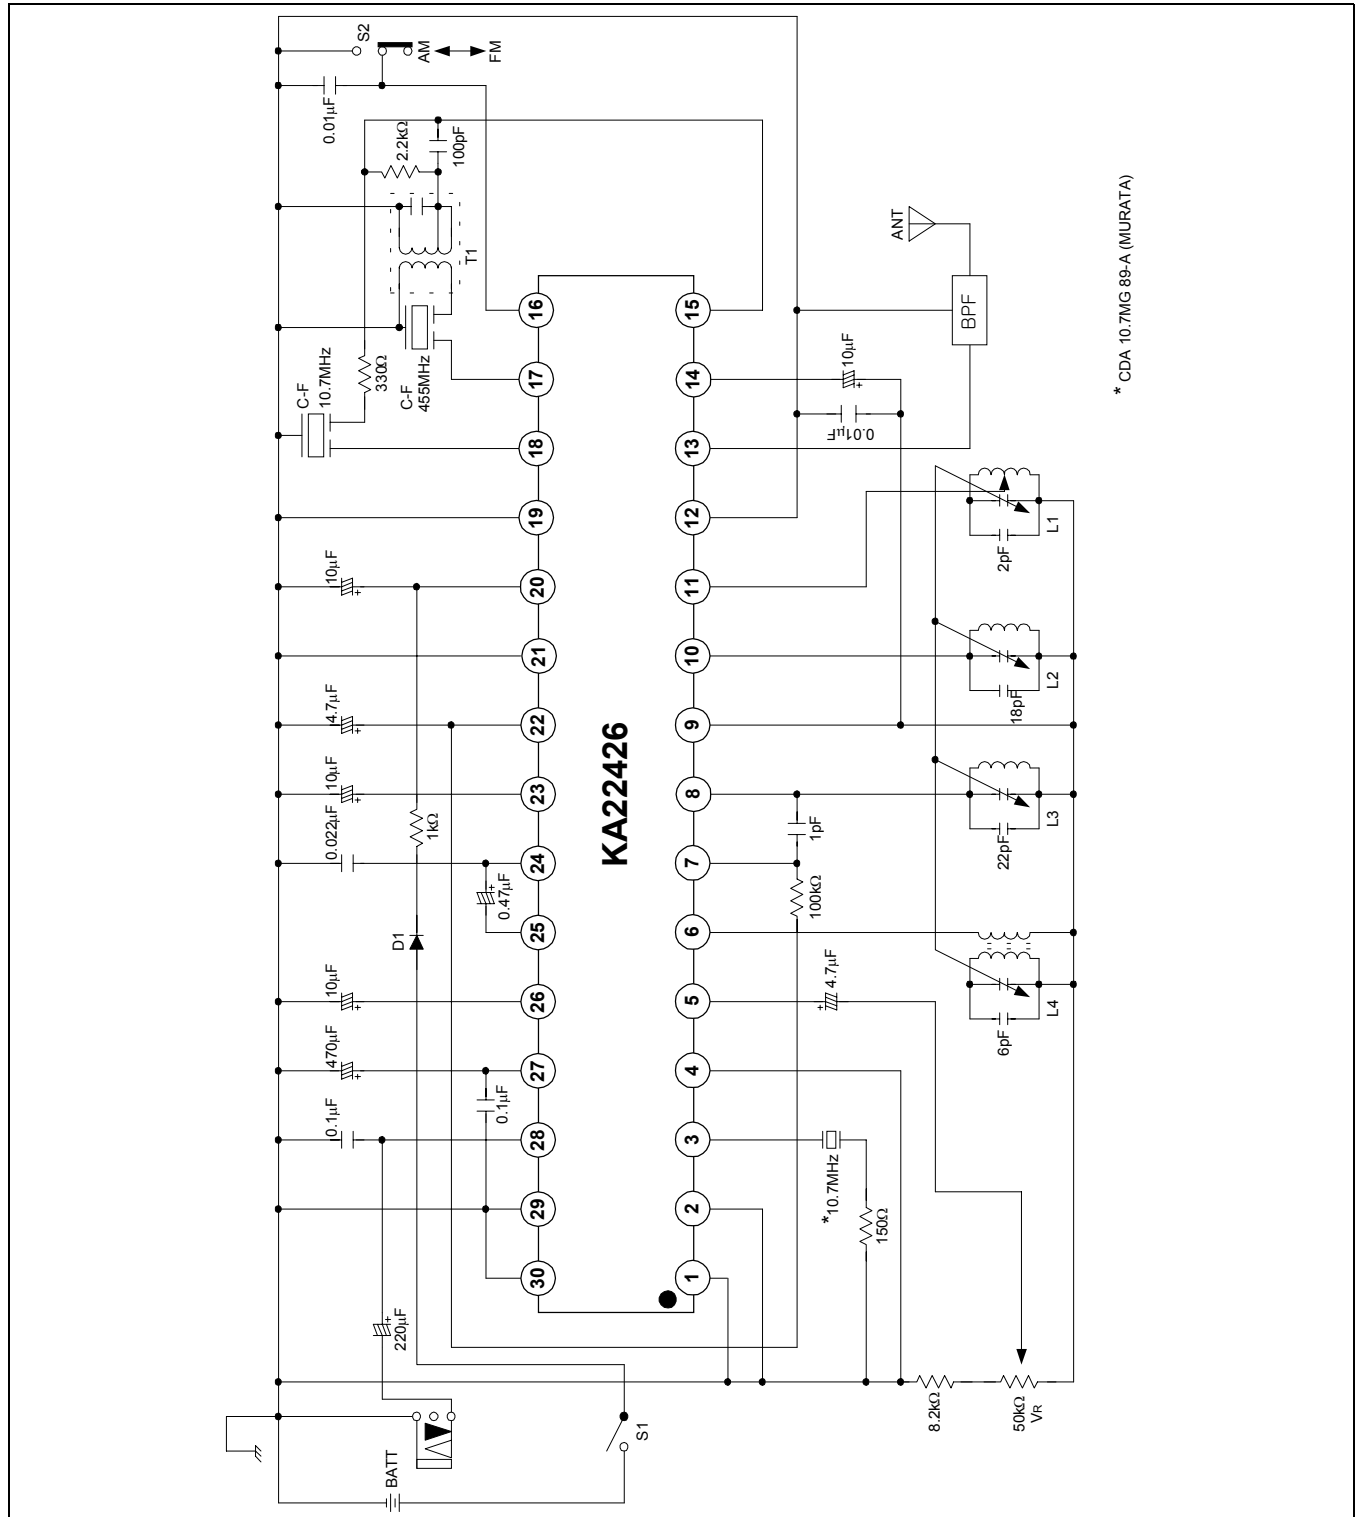 S2
AM
FM
0.01µF
2.2kΩ
100pF
T1
C-F
10.7MHz
330Ω
C-F
455MHz
ANT
BPF
* CDA 10.7MG 89-A (MURATA)
16
15
17
14
10µF
0.01µF
18
13
19
12
10µF
20
11
2pF
L1
21
10
4.7µF
22
9
18pF
L2
KA22426
10µF
23
8
0.022µF
1kΩ
24
7
1pF
22pF
L3
0.47µF
100kΩ
D1
25
6
10µF
26
5
4.7µF
6pF
L4
470µF
27
4
0.1µF
0.1µF
28
3
*10.7MHz
29
2
150Ω
30
1
220µF
8.2kΩ
50kΩ
VR
S1
BATT